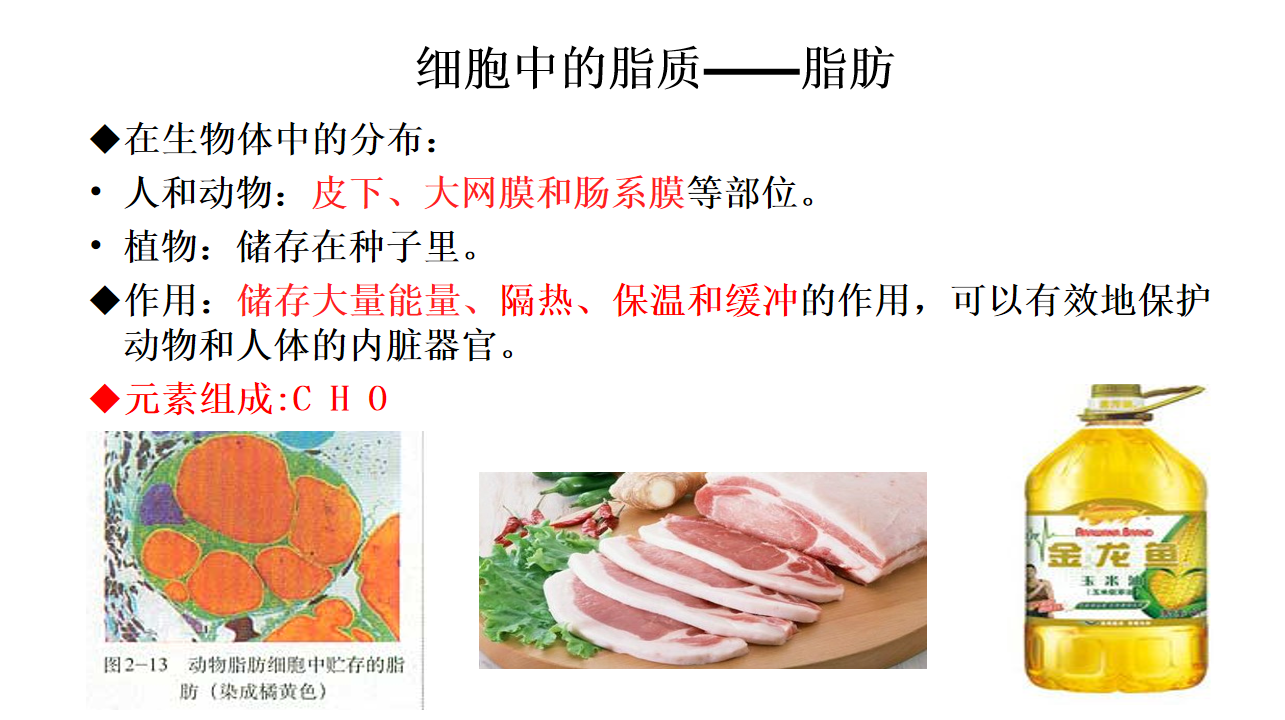 细胞中的脂质——脂肪
◆在生物体中的分布：
• 人和动物：皮下、大网膜和肠系膜等部位。
• 植物：储存在种子里。
◆作用：储存大量能量、隔热、保温和缓冲的作用，可以有效地保护
动物和人体的内脏器官。
◆元素组成:C H O
图2-13 动物脂肪细胞中贮存的脂
肪（染成橘黄色）
ARAWANA BRAND
金龙鱼
玉米油